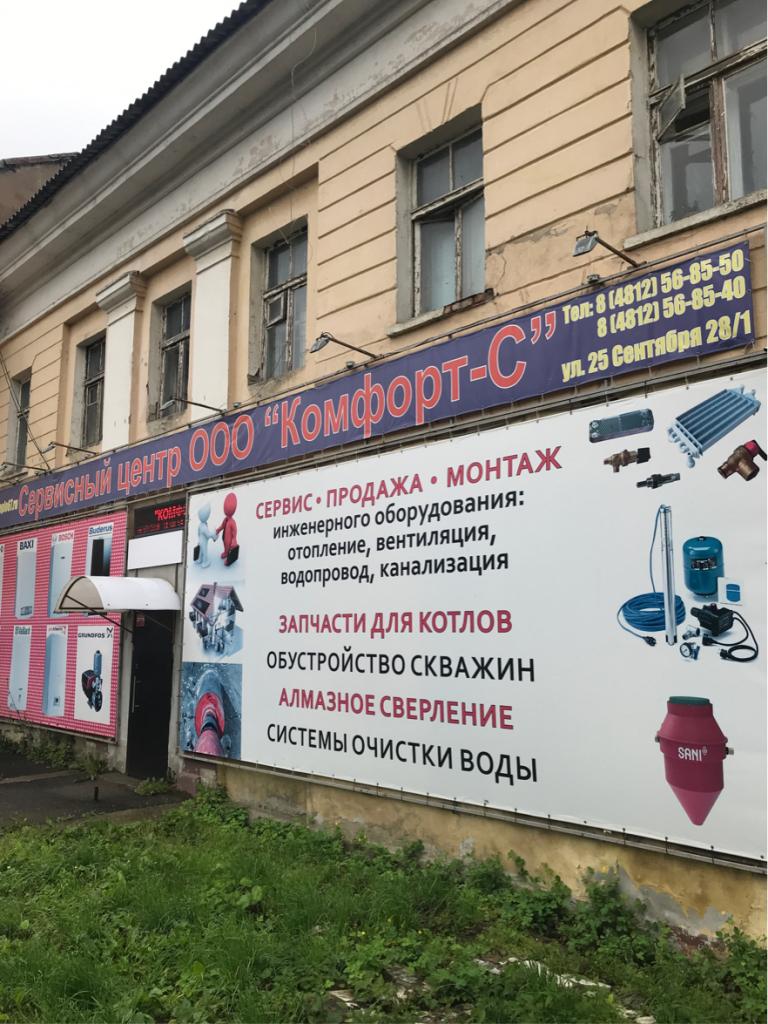 Сервисный центр ООО “Комфорт-С”
Тел: 8 (4812) 56-85-50
8 (4812) 56-85-40
ул. 25 Сентября 28/1
СЕРВИС • ПРОДАЖА • МОНТАЖ
инженерного оборудования:
отопление, вентиляция,
водопровод, канализация
ЗАПЧАСТИ ДЛЯ КОТЛОВ
ОБУСТРОЙСТВО СКВАЖИН
АЛМАЗНОЕ СВЕРЛЕНИЕ
СИСТЕМЫ ОЧИСТКИ ВОДЫ
SANI
BAXI
BOSCH
Buderus
Vaillant
GRUNDFOS
"КОМФ